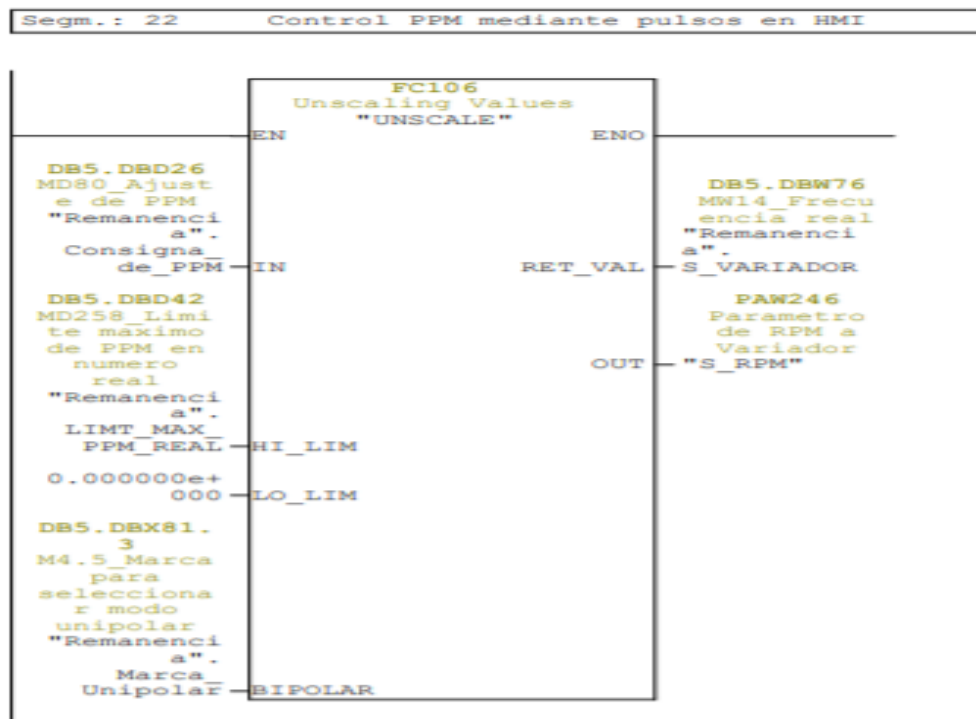 Segm.: 22 Control PPM mediante pulsos en HMI
FC106
Unscaling Values
"UNSCALE"
EN ENO
DB5.DBD26
MD80_Ajust
e de PPM
"Remanenci
a".
Consigna_
de_PPM IN
DB5.DBW76
MW14_Frecu
encia real
"Remanenci
a".
RET_VAL S_VARIADOR
DB5.DBD42
MD258_Limi
te maximo
de PPM en
numero
real
"Remanenci
a".
LIMT_MAX_
PPM_REAL HI_LIM
PAW246
Parametro
de RPM a
Variador
OUT "S_RPM"
0.000000e+
000 LO_LIM
DB5.DBX81.
3
M4.5_Marca
para
selecciona
r modo
unipolar
"Remanenci
a".
Marca_
Unipolar BIPOLAR